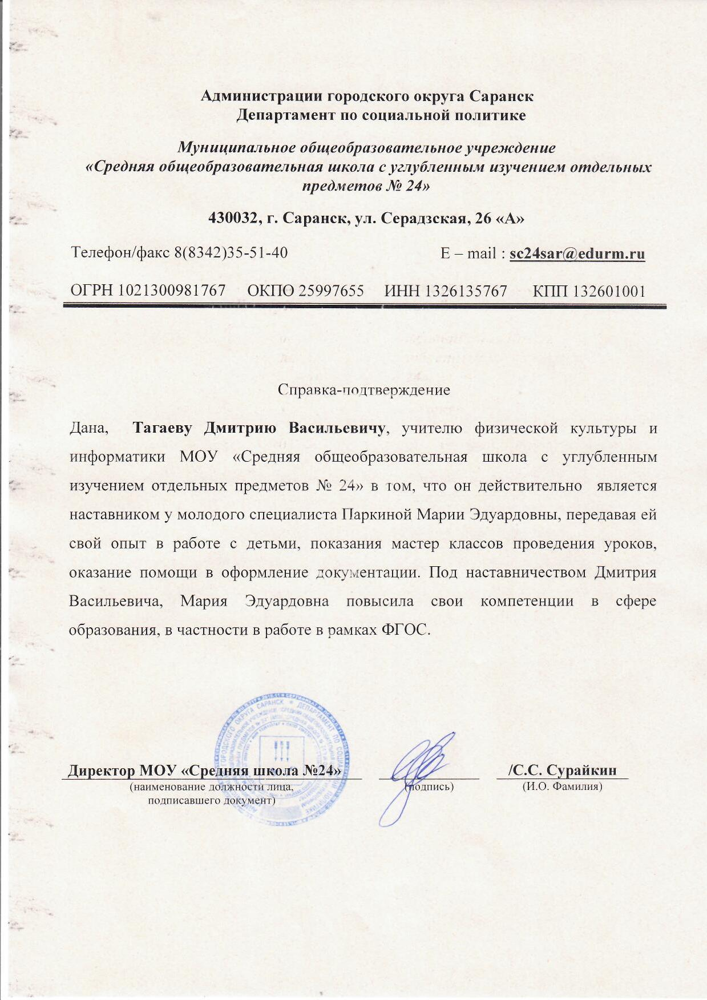 Администрации городского округа Саранск
Департамент по социальной политике
Муниципальное общеобразовательное учреждение
«Средняя общеобразовательная школа с углубленным изучением отдельных
предметов № 24»
430032, г. Саранск, ул. Серадзская, 26 «А»
Телефон/факс 8(8342)35-51-40 E – mail : sc24sar@edurm.ru
ОГРН 1021300981767 ОКПО 25997655 ИНН 1326135767 КПП 132601001
Справка-подтверждение
Дана, Тагаеву Дмитрию Васильевичу, учителю физической культуры и
информатики МОУ «Средняя общеобразовательная школа с углубленным
изучением отдельных предметов № 24» в том, что он действительно является
наставником у молодого специалиста Паркиной Марии Эдуардовны, передавая ей
свой опыт в работе с детьми, показания мастер классов проведения уроков,
оказание помощи в оформление документации. Под наставничеством Дмитрия
Васильевича, Мария Эдуардовна повысила свои компетенции в сфере
образования, в частности в работе в рамках ФГОС.
ГОРОДСКОГО ОКРУГА САРАНСК * ДЕПАРТАМЕНТ ПО СОЦИАЛЬНОЙ ПОЛИТИКЕ
Директор МОУ «Средняя школа №24» /С.С. Сурайкин
(наименование должности лица, (подпись) (И.О. Фамилия)
подписавшего документ)